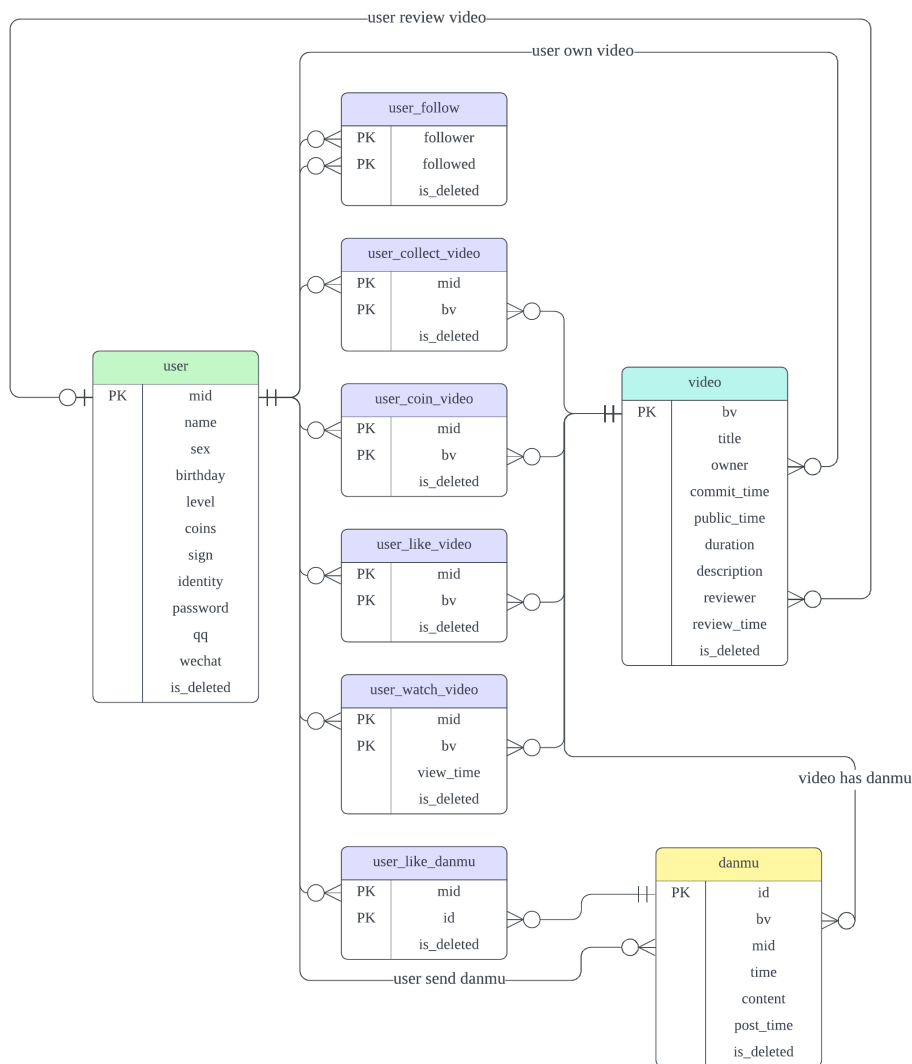 user review video
user own video
user_follow
PK follower
PK followed
is_deleted
user_collect_video
PK mid
PK bv
is_deleted
user
PK mid
name
sex
birthday
level
coins
sign
identity
password
qq
wechat
is_deleted
user_coin_video
PK mid
PK bv
is_deleted
video
PK bv
title
owner
commit_time
public_time
duration
description
reviewer
review_time
is_deleted
user_like_video
PK mid
PK bv
is_deleted
user_watch_video
PK mid
PK bv
view_time
is_deleted
video has danmu
user_like_danmu
PK mid
PK id
is_deleted
user send danmu
danmu
PK id
bv
mid
time
content
post_time
is_deleted